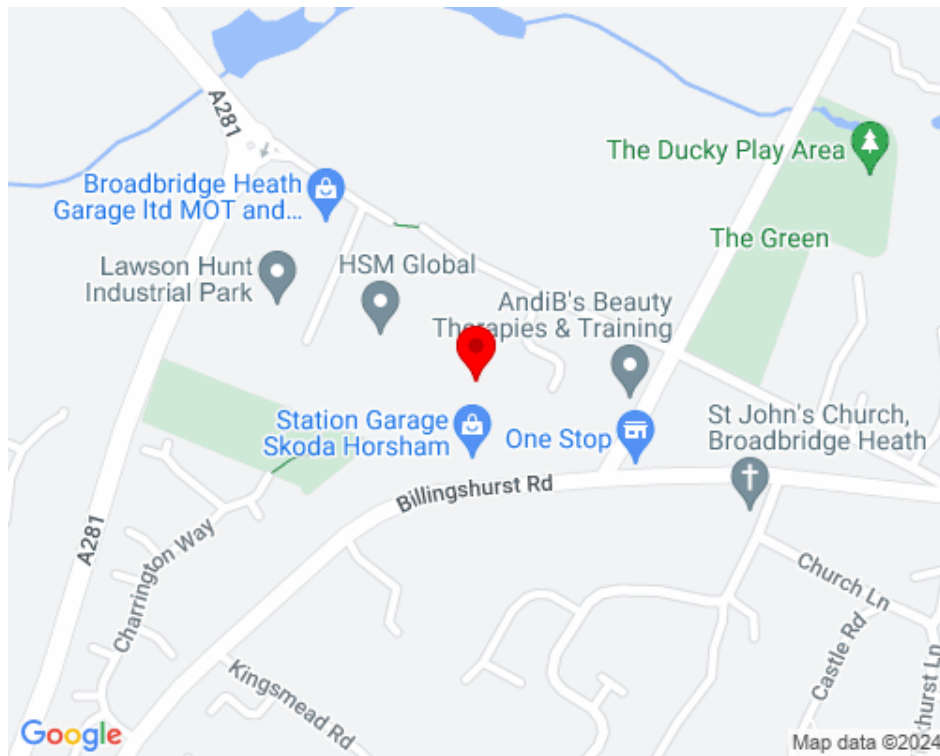 A281
The Ducky Play Area
Broadbridge Heath
Garage ltd MOT and...
The Green
Lawson Hunt
Industrial Park
HSM Global
AndiB's Beauty
Therapies & Training
Station Garage
Skoda Horsham
One Stop
St John's Church,
Broadbridge Heath
Billingshurst Rd
A281
Charrington Way
Church Ln
Castle Rd
Kingsmead Rd
Google
Map data ©2024